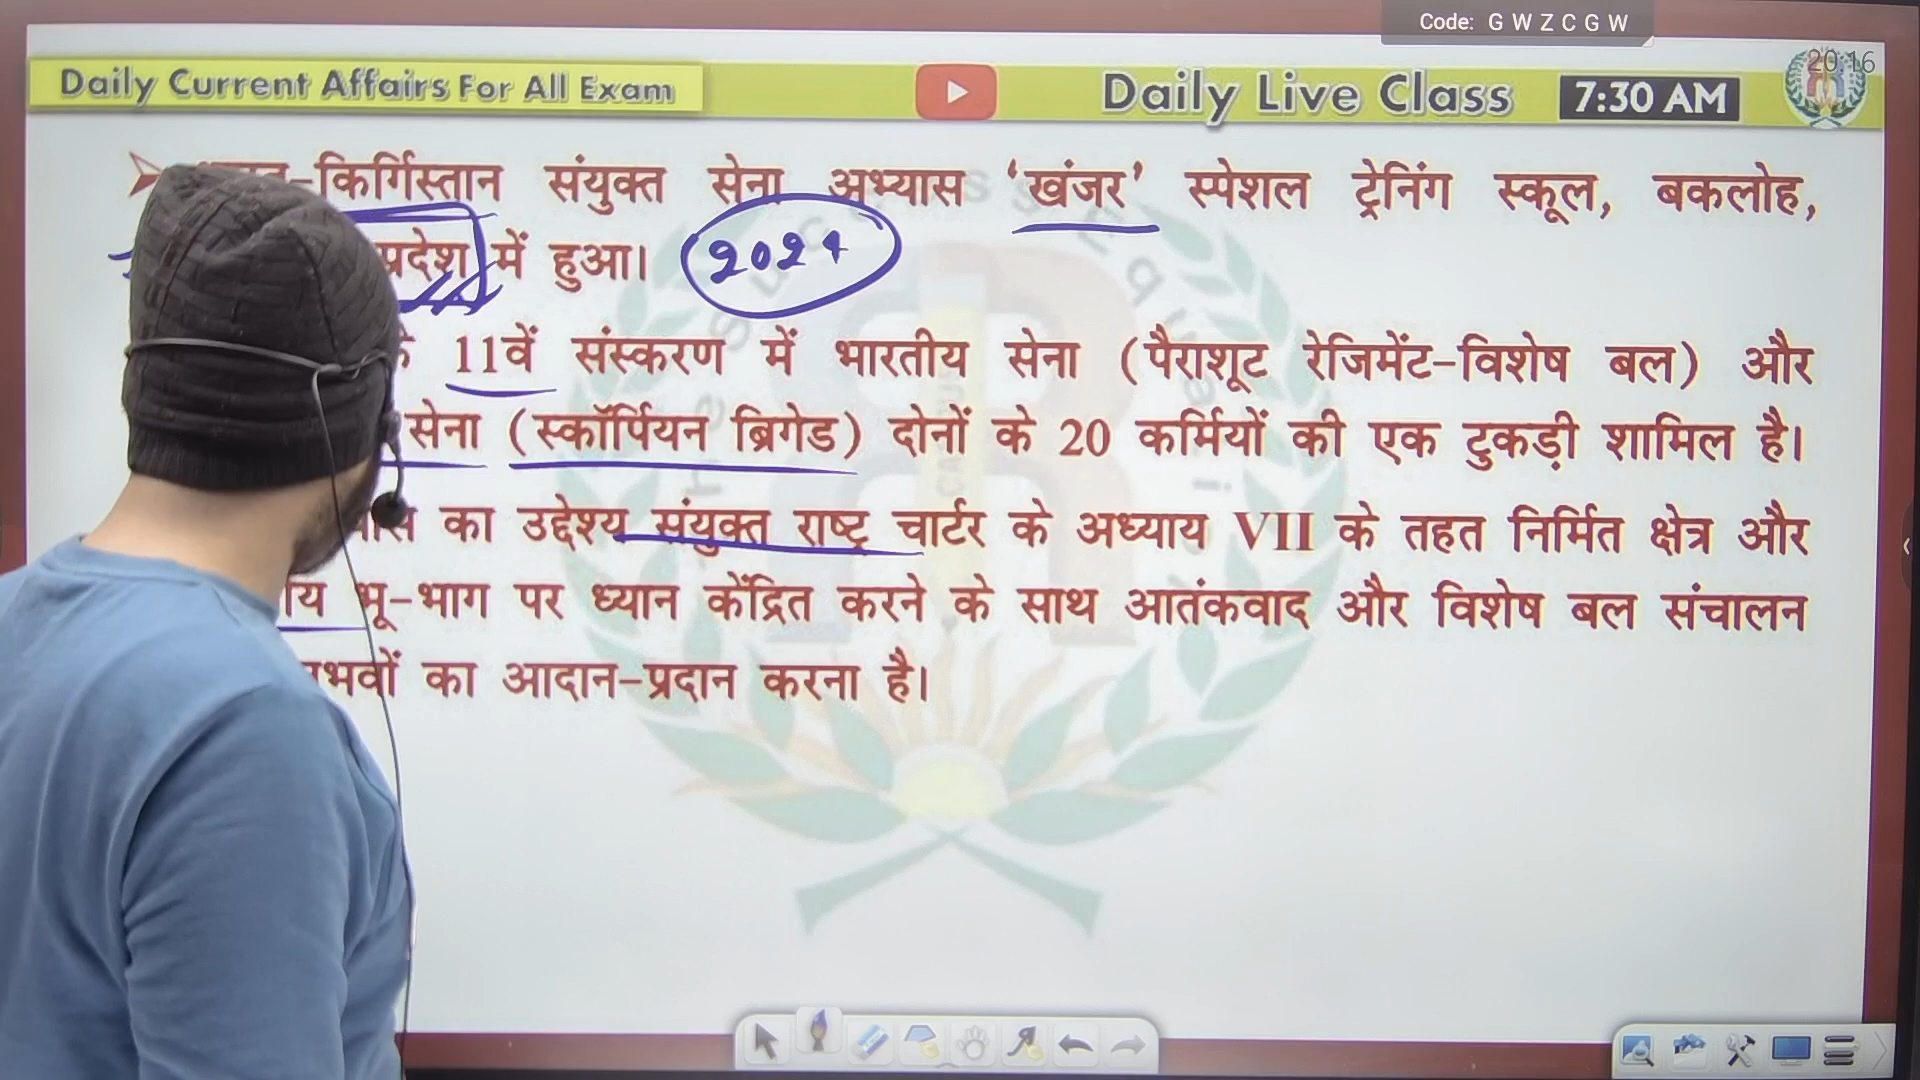 Code: G W Z C G W
20:16
Daily Current Affairs For All Exam
Daily Live Class 7:30 AM
किर्गिस्तान संयुक्त सेना अभ्यास ‘खंजर’ स्पेशल ट्रेनिंग स्कूल, बकलोह,
प्रदेश में हुआ। 2024
11वें संस्करण में भारतीय सेना (पैराशूट रेजिमेंट-विशेष बल) और
सेना (स्कॉर्पियन ब्रिगेड) दोनों के 20 कर्मियों की एक टुकड़ी शामिल है।
का उद्देश्य संयुक्त राष्ट्र चार्टर के अध्याय VII के तहत निर्मित क्षेत्र और
भू-भाग पर ध्यान केंद्रित करने के साथ आतंकवाद और विशेष बल संचालन
का आदान-प्रदान करना है।